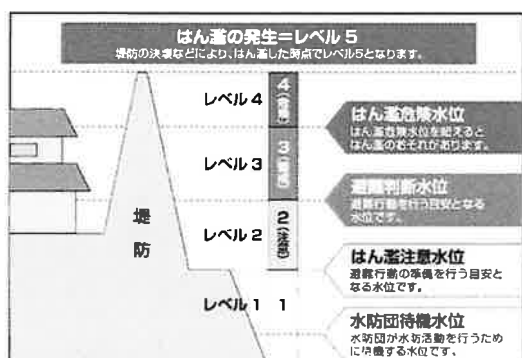 はん濫の発生＝レベル5
堤防の決壊などにより、はん濫した時点でレベル5となります。
レベル4
4(危険)
はん濫危険水位
はん濫危険水位を超えると
はん濫のおそれがあります。
レベル3
3(警戒)
避難判断水位
避難行動を行う目安となる
水位です。
堤防
レベル2
2(注意)
はん濫注意水位
避難行動の準備を行う目安と
なる水位です。
レベル1
1
水防団待機水位
水防団が水防活動を行うため
に待機する水位です。